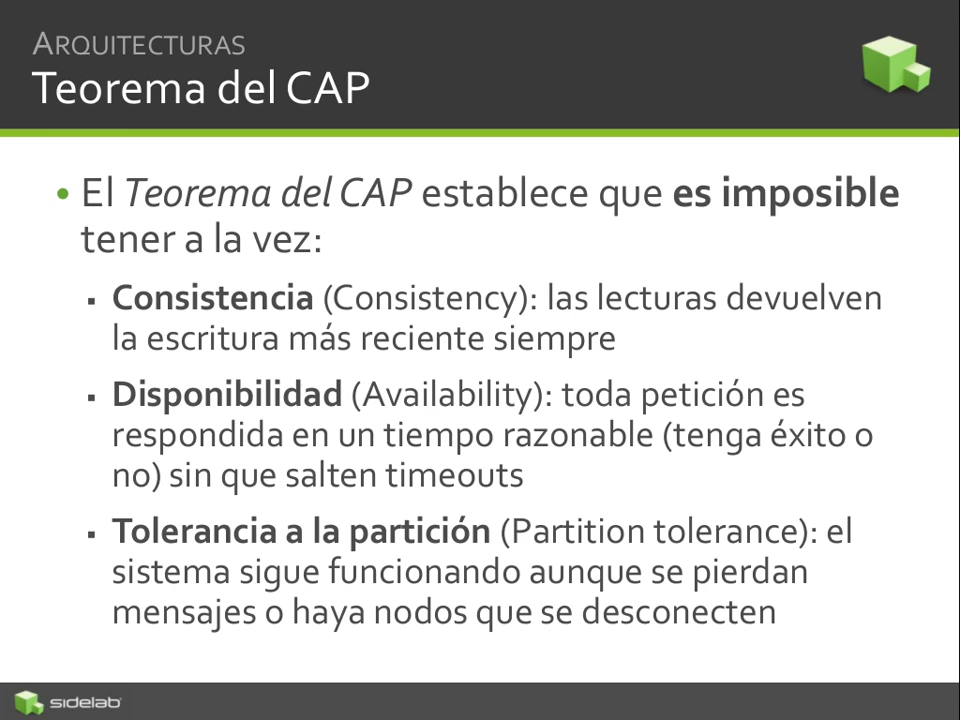 ARQUITECTURAS
Teorema del CAP
• El Teorema del CAP establece que es imposible
tener a la vez:
▪ Consistencia (Consistency): las lecturas devuelven
la escritura más reciente siempre
▪ Disponibilidad (Availability): toda petición es
respondida en un tiempo razonable (tenga éxito o
no) sin que salten timeouts
▪ Tolerancia a la partición (Partition tolerance): el
sistema sigue funcionando aunque se pierdan
mensajes o haya nodos que se desconecten
sidelab